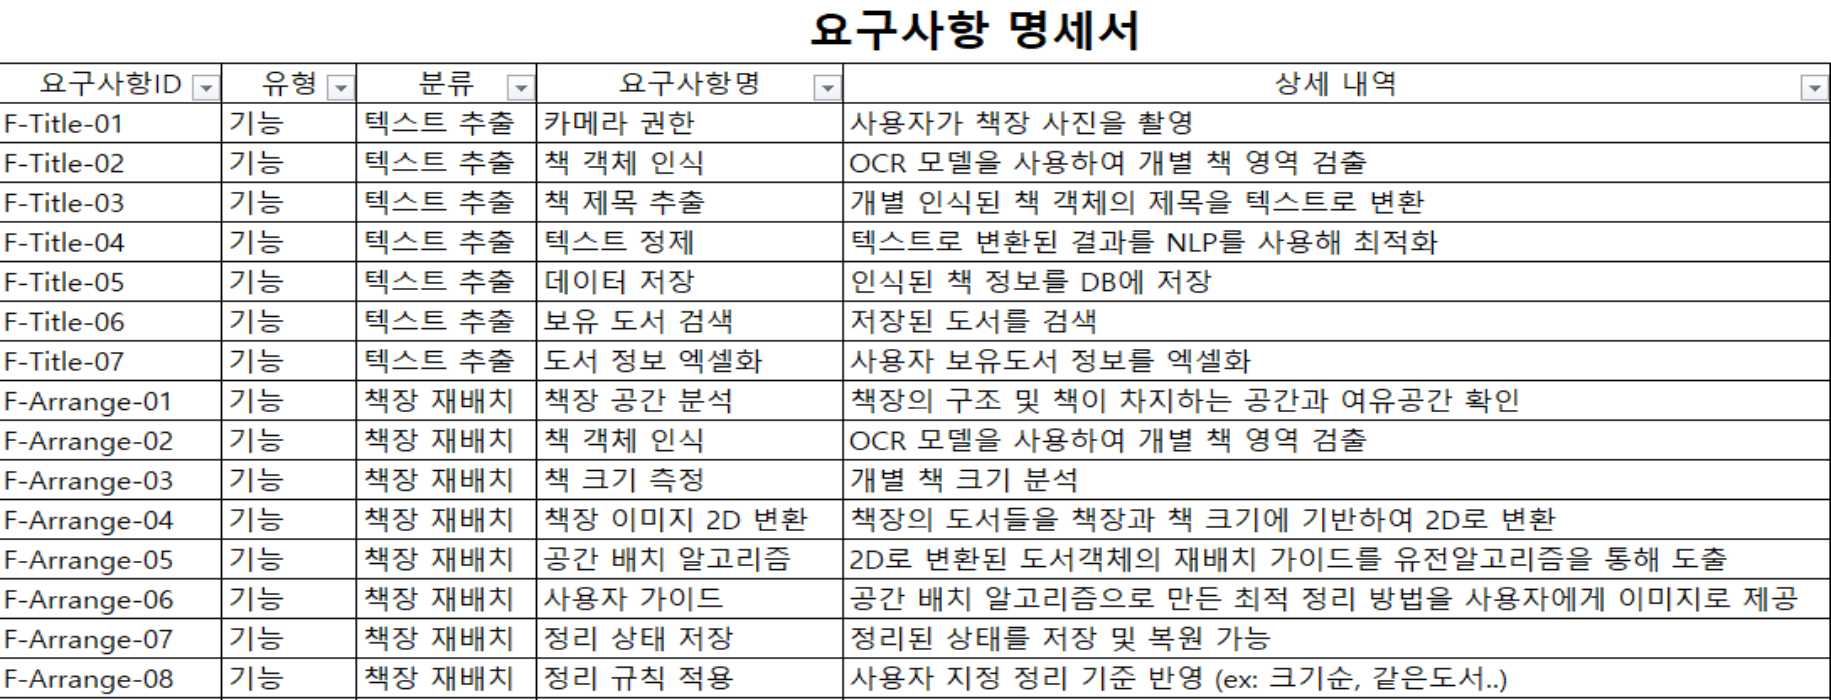 요구사항 명세서
요구사항ID 유형 분류 요구사항명 상세 내역
F-Title-01 기능 텍스트 추출 카메라 권한 사용자가 책장 사진을 촬영
F-Title-02 기능 텍스트 추출 책 객체 인식 OCR 모델을 사용하여 개별 책 영역 검출
F-Title-03 기능 텍스트 추출 책 제목 추출 개별 인식된 책 객체의 제목을 텍스트로 변환
F-Title-04 기능 텍스트 추출 텍스트 정제 텍스트로 변환된 결과를 NLP를 사용해 최적화
F-Title-05 기능 텍스트 추출 데이터 저장 인식된 책 정보를 DB에 저장
F-Title-06 기능 텍스트 추출 보유 도서 검색 저장된 도서를 검색
F-Title-07 기능 텍스트 추출 도서 정보 엑셀화 사용자 보유도서 정보를 엑셀화
F-Arrange-01 기능 책장 재배치 책장 공간 분석 책장의 구조 및 책이 차지하는 공간과 여유공간 확인
F-Arrange-02 기능 책장 재배치 책 객체 인식 OCR 모델을 사용하여 개별 책 영역 검출
F-Arrange-03 기능 책장 재배치 책 크기 측정 개별 책 크기 분석
F-Arrange-04 기능 책장 재배치 책장 이미지 2D 변환 책장의 도서들을 책장과 책 크기에 기반하여 2D로 변환
F-Arrange-05 기능 책장 재배치 공간 배치 알고리즘 2D로 변환된 도서객체의 재배치 가이드를 유전알고리즘을 통해 도출
F-Arrange-06 기능 책장 재배치 사용자 가이드 공간 배치 알고리즘으로 만든 최적 정리 방법을 사용자에게 이미지로 제공
F-Arrange-07 기능 책장 재배치 정리 상태 저장 정리된 상태를 저장 및 복원 가능
F-Arrange-08 기능 책장 재배치 정리 규칙 적용 사용자 지정 정리 기준 반영 (ex: 크기순, 같은도서..)